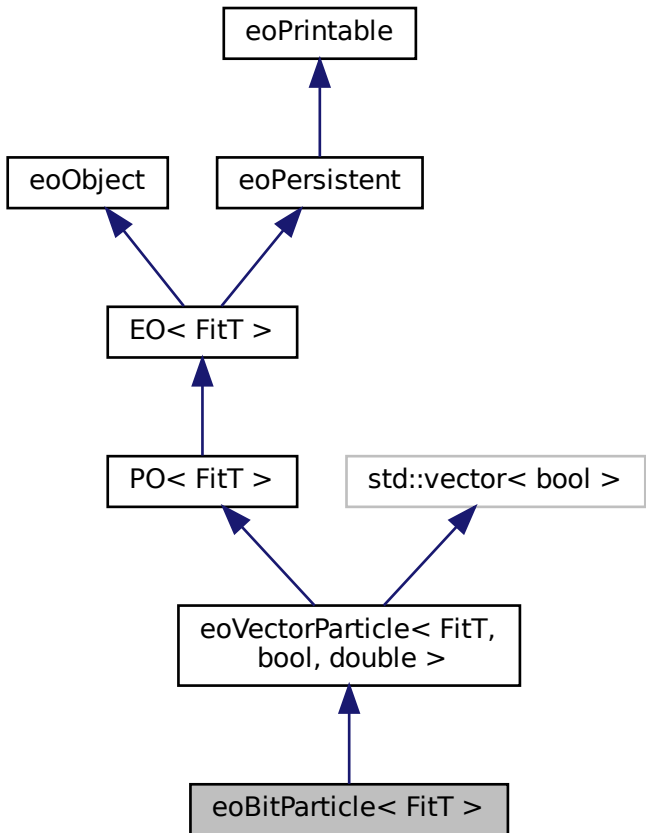 eoPrintable
eoObject
eoPersistent
EO< FitT >
PO< FitT >
std::vector< bool >
eoVectorParticle< FitT,
bool, double >
eoBitParticle< FitT >